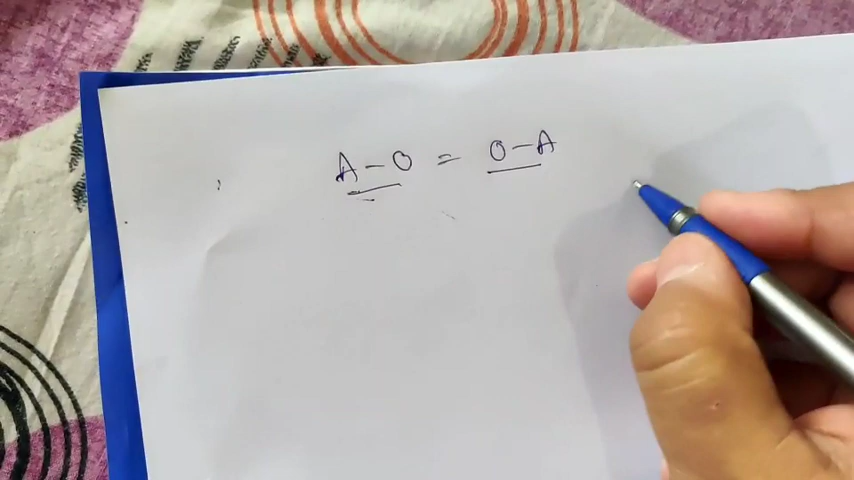 A - O = O - A